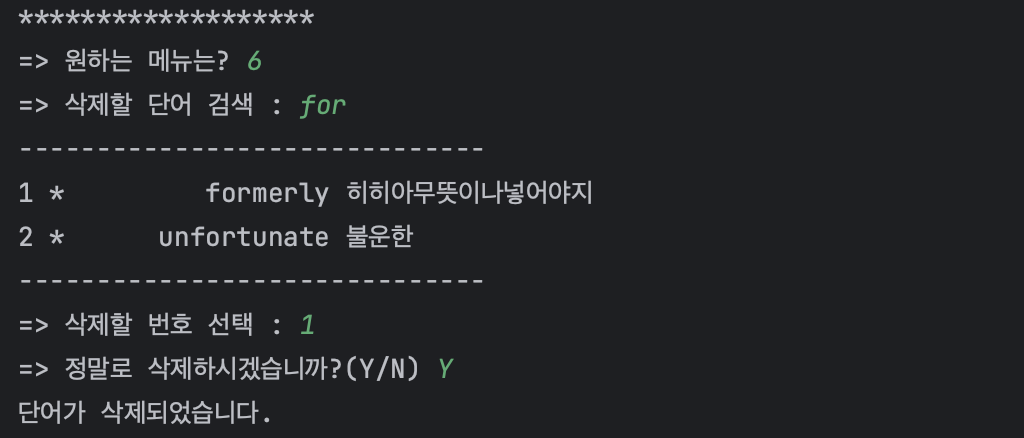 *******************
=> 원하는 메뉴는? 6
=> 삭제할 단어 검색 : for
------------------------------
1 *         formerly 히히아무뜻이나넣어야지
2 *      unfortunate 불운한
------------------------------
=> 삭제할 번호 선택 : 1
=> 정말로 삭제하시겠습니까?(Y/N) Y
단어가 삭제되었습니다.